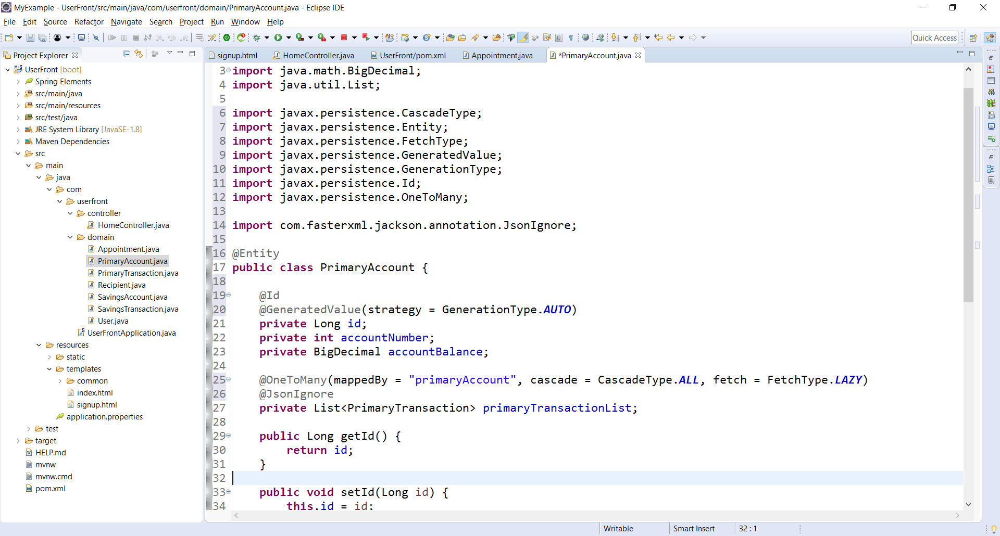 MyExample - UserFront/src/main/java/com/userfront/domain/PrimaryAccount.java - Eclipse IDE
File Edit Source Refactor Navigate Search Project Run Window Help
Quick Access
Project Explorer
UserFront [boot]
Spring Elements
src/main/java
src/main/resources
src/test/java
JRE System Library [JavaSE-1.8]
Maven Dependencies
src
main
java
com
userfront
controller
HomeController.java
domain
Appointment.java
PrimaryAccount.java
PrimaryTransaction.java
Recipient.java
SavingsAccount.java
SavingsTransaction.java
User.java
UserFrontApplication.java
resources
static
templates
common
index.html
signup.html
application.properties
test
target
HELP.md
mvnw
mvnw.cmd
pom.xml
signup.html HomeController.java UserFront/pom.xml Appointment.java *PrimaryAccount.java
3 import java.math.BigDecimal;
4 import java.util.List;
5
6 import javax.persistence.CascadeType;
7 import javax.persistence.Entity;
8 import javax.persistence.FetchType;
9 import javax.persistence.GeneratedValue;
10 import javax.persistence.GenerationType;
11 import javax.persistence.Id;
12 import javax.persistence.OneToMany;
13
14 import com.fasterxml.jackson.annotation.JsonIgnore;
15
16 @Entity
17 public class PrimaryAccount {
18
19 @Id
20 @GeneratedValue(strategy = GenerationType.AUTO)
21 private Long id;
22 private int accountNumber;
23 private BigDecimal accountBalance;
24
25 @OneToMany(mappedBy = "primaryAccount", cascade = CascadeType.ALL, fetch = FetchType.LAZY)
26 @JsonIgnore
27 private List<PrimaryTransaction> primaryTransactionList;
28
29 public Long getId() {
30 return id;
31 }
32
33 public void setId(Long id) {
34 this.id = id;
Writable Smart Insert 32 : 1